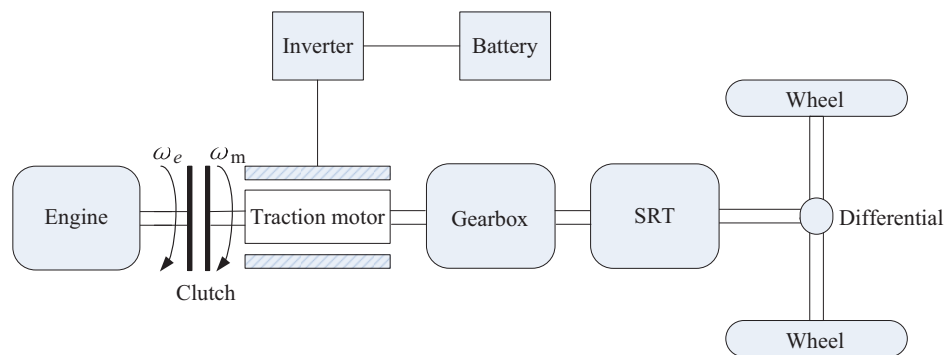 Inverter
Battery
Wheel
ωe ωm
Engine
Traction motor
Gearbox
SRT
Differential
Clutch
Wheel